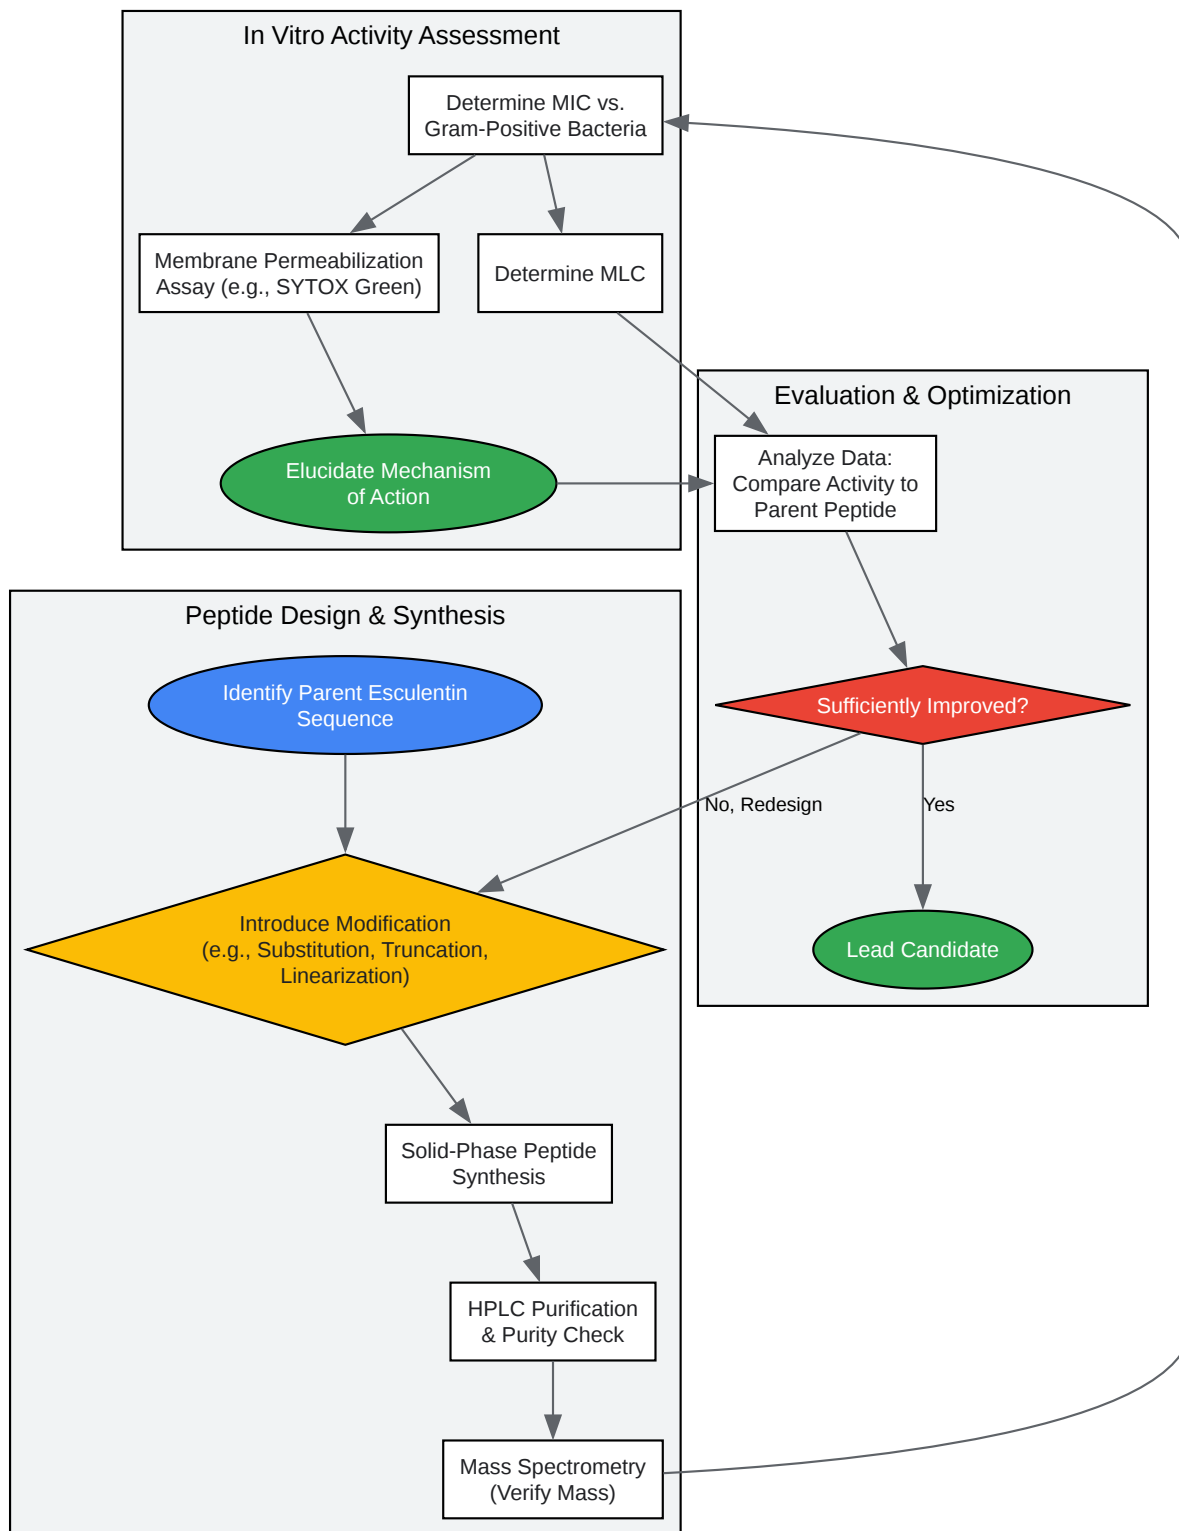 In Vitro Activity Assessment
Determine MIC vs.
Gram-Positive Bacteria
Membrane Permeabilization
Assay (e.g., SYTOX Green)
Determine MLC
Elucidate Mechanism
of Action
Evaluation & Optimization
Analyze Data:
Compare Activity to
Parent Peptide
Sufficiently Improved?
No, Redesign
Yes
Lead Candidate
Peptide Design & Synthesis
Identify Parent Esculentin
Sequence
Introduce Modification
(e.g., Substitution, Truncation,
Linearization)
Solid-Phase Peptide
Synthesis
HPLC Purification
& Purity Check
Mass Spectrometry
(Verify Mass)